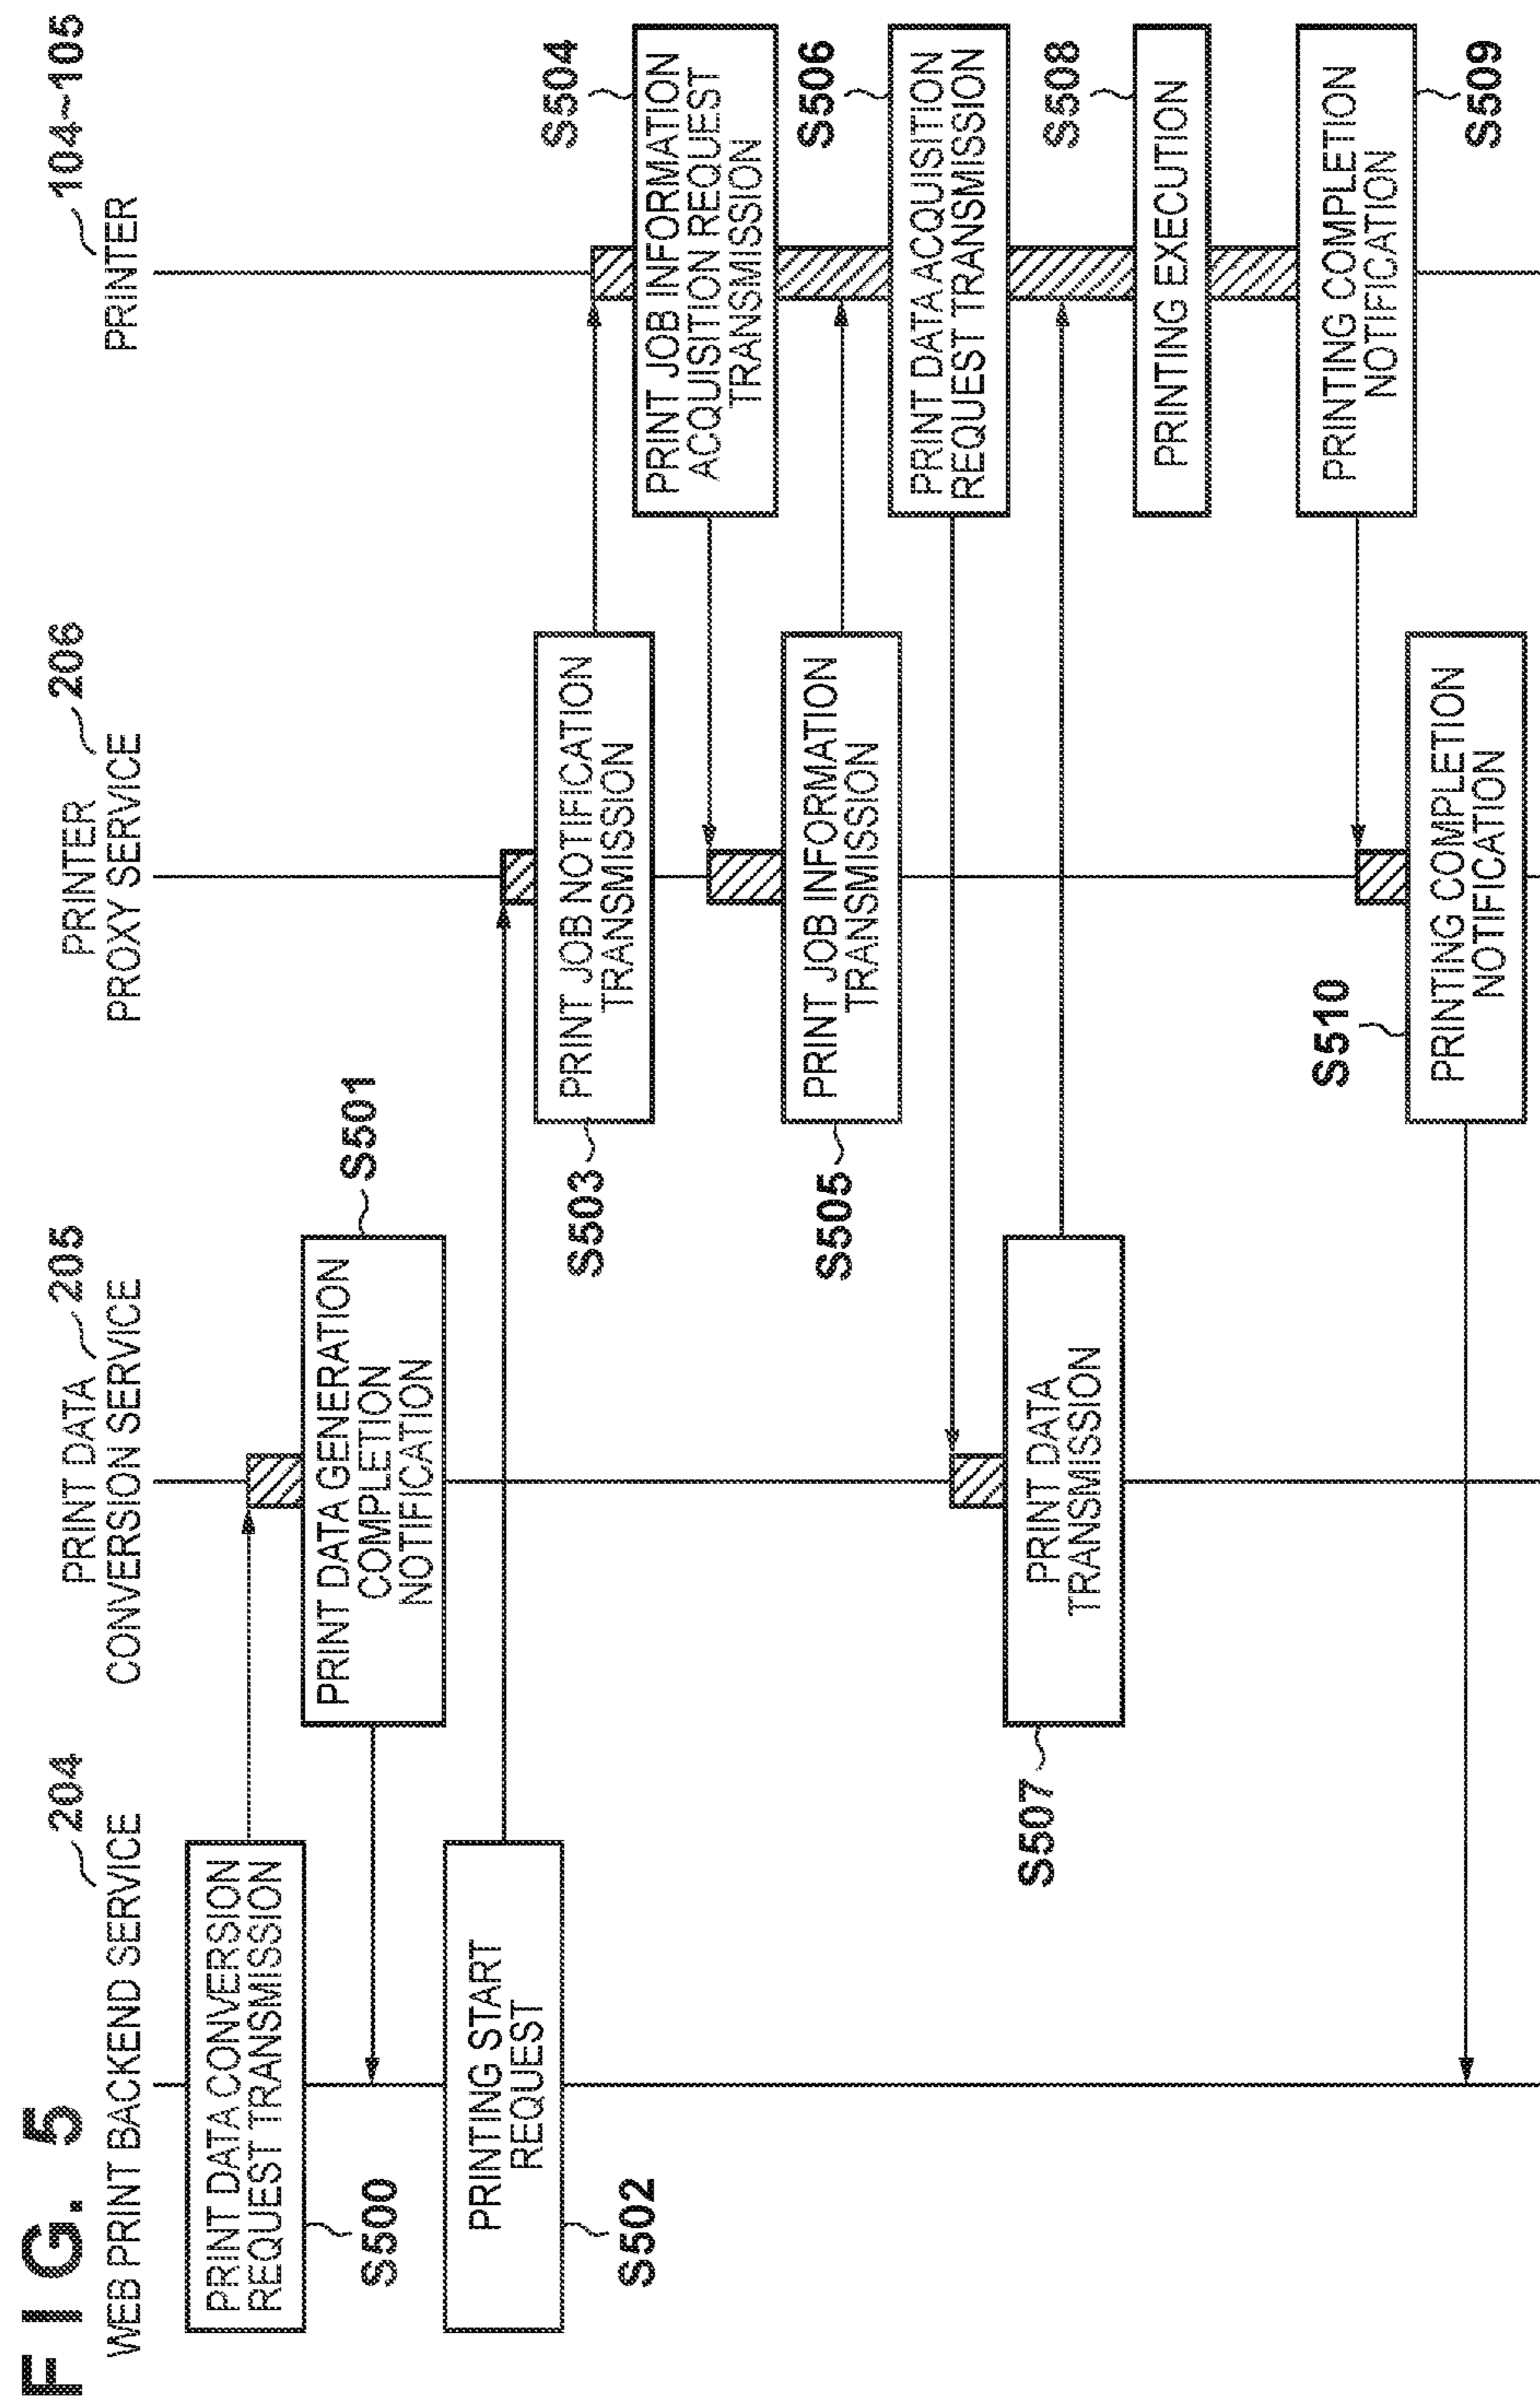 FIG. 5
WEB PRINT BACKEND SERVICE
204
PRINT DATA
CONVERSION SERVICE
205
PRINTER
PROXY SERVICE
206
PRINTER
104~105
PRINT DATA CONVERSION
REQUEST TRANSMISSION
S500
PRINT DATA GENERATION
COMPLETION
NOTIFICATION
S501
PRINTING START
REQUEST
S502
PRINT JOB NOTIFICATION
TRANSMISSION
S503
PRINT JOB INFORMATION
ACQUISITION REQUEST
TRANSMISSION
S504
PRINT JOB INFORMATION
TRANSMISSION
S505
PRINT DATA ACQUISITION
REQUEST TRANSMISSION
S506
PRINT DATA
TRANSMISSION
S507
PRINTING EXECUTION
S508
PRINTING COMPLETION
NOTIFICATION
S509
PRINTING COMPLETION
NOTIFICATION
S510